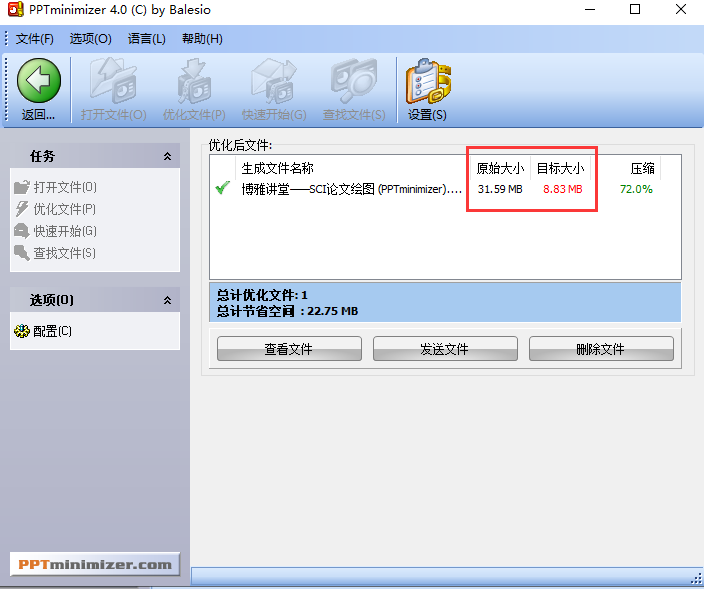 PPTminimizer 4.0 (C) by Balesio
文件(F) 选项(O) 语言(L) 帮助(H)
返回... 打开文件(O) 优化文件(P) 快速开始(G) 查找文件(S) 设置(S)
任务
打开文件(O)
优化文件(P)
快速开始(G)
查找文件(S)
选项(O)
配置(C)
优化后文件:
生成文件名称 原始大小 目标大小 压缩
博雅讲堂——SCI论文绘图 (PPTminimizer).... 31.59 MB 8.83 MB 72.0%
总计优化文件: 1
总计节省空间 : 22.75 MB
查看文件 发送文件 删除文件
PPTminimizer.com